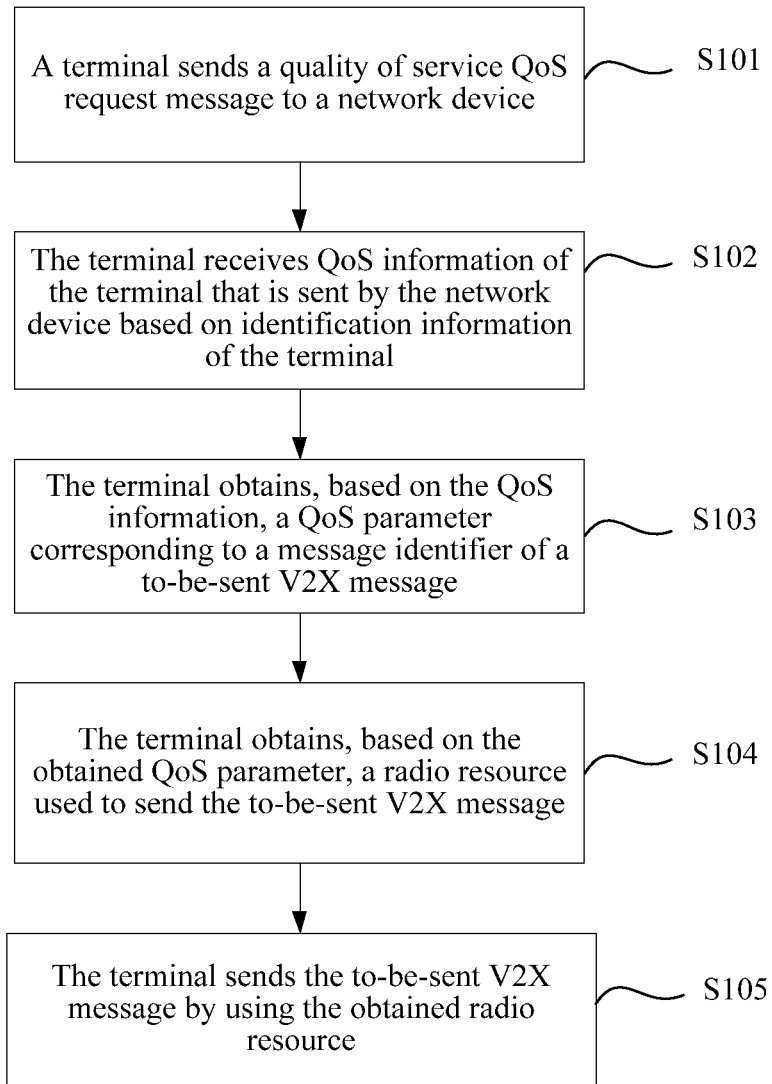 A terminal sends a quality of service QoS
request message to a network device
S101
The terminal receives QoS information of
the terminal that is sent by the network
device based on identification information
of the terminal
S102
The terminal obtains, based on the QoS
information, a QoS parameter
corresponding to a message identifier of a
to-be-sent V2X message
S103
The terminal obtains, based on the
obtained QoS parameter, a radio resource
used to send the to-be-sent V2X message
S104
The terminal sends the to-be-sent V2X
message by using the obtained radio
resource
S105